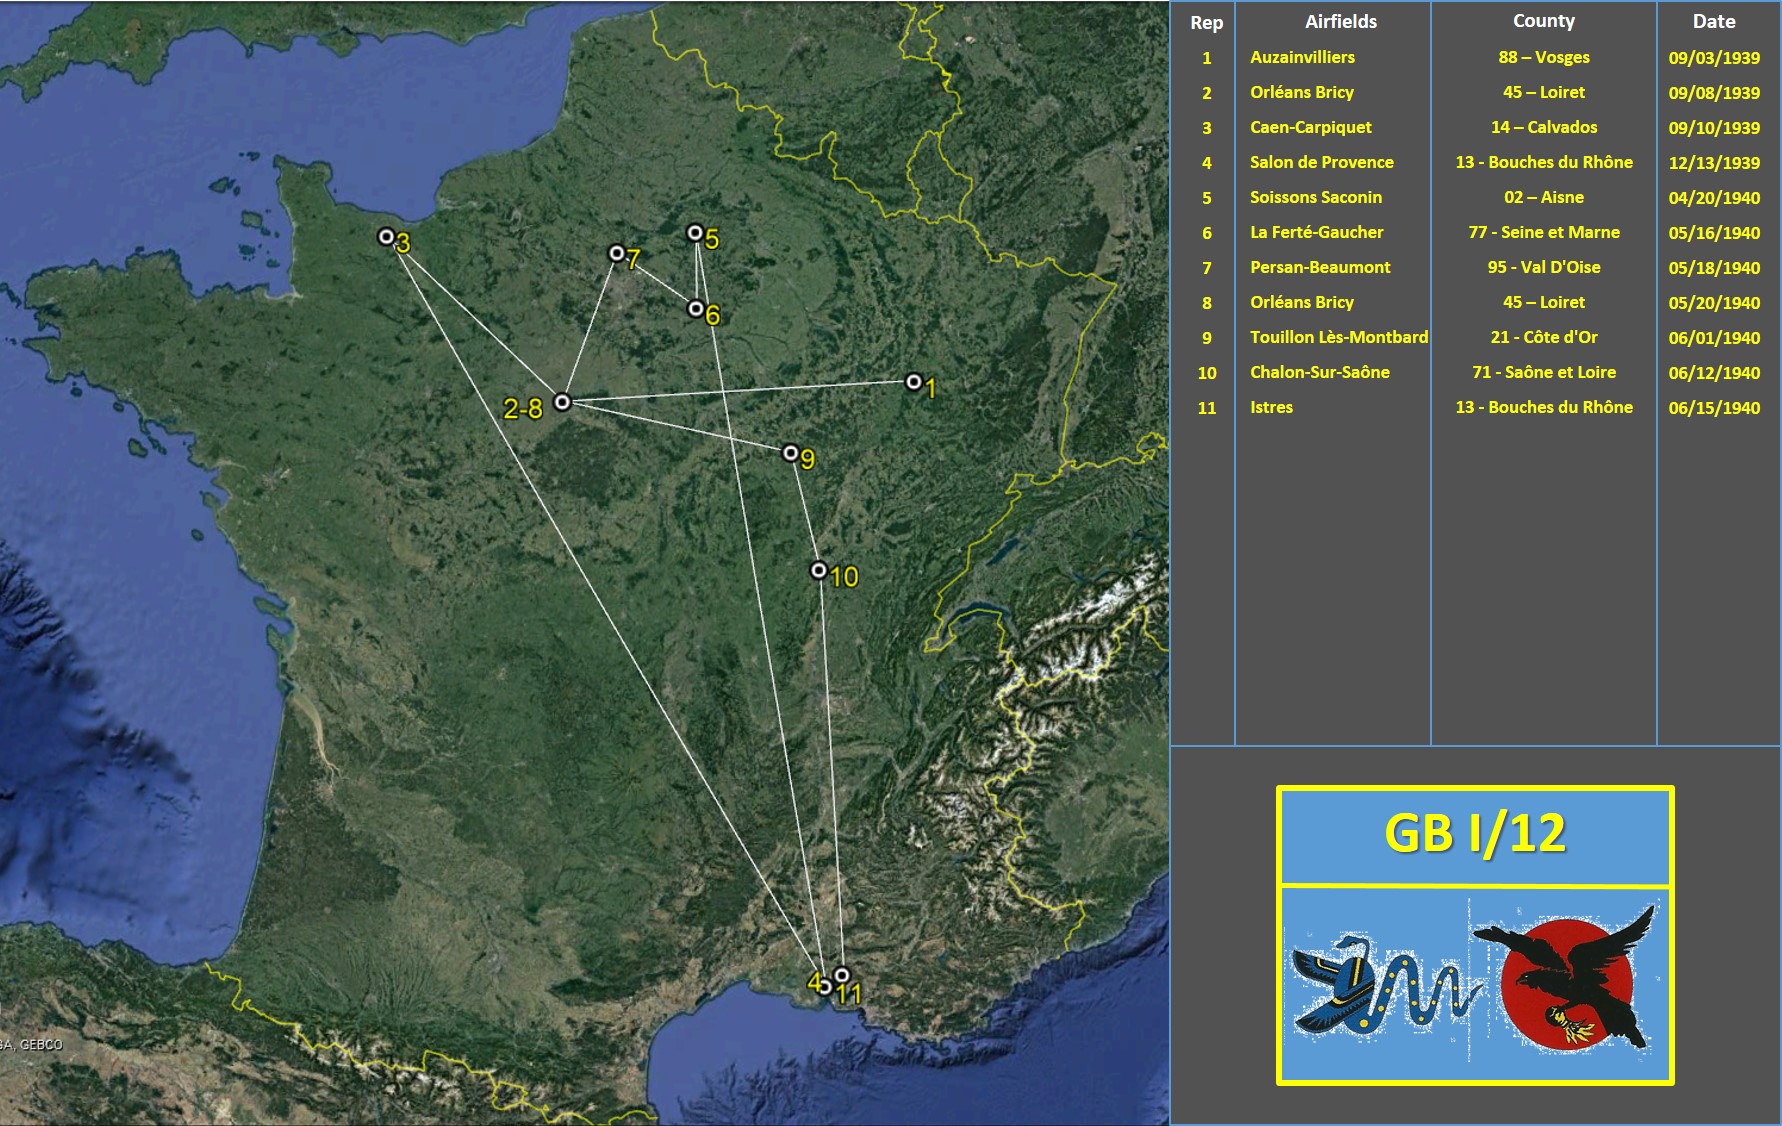 Rep Airfields County Date
1 Auzainvilliers 88 – Vosges 09/03/1939
2 Orléans Bricy 45 – Loiret 09/08/1939
3 Caen-Carpiquet 14 – Calvados 09/10/1939
4 Salon de Provence 13 - Bouches du Rhône 12/13/1939
5 Soissons Saconin 02 – Aisne 04/20/1940
6 La Ferté-Gaucher 77 - Seine et Marne 05/16/1940
7 Persan-Beaumont 95 - Val D'Oise 05/18/1940
8 Orléans Bricy 45 – Loiret 05/20/1940
9 Touillon Lès-Montbard 21 - Côte d'Or 06/01/1940
10 Chalon-Sur-Saône 71 - Saône et Loire 06/12/1940
11 Istres 13 - Bouches du Rhône 06/15/1940
3
5
7
6
1
2-8
9
10
4
11
GEBCO
GB I/12